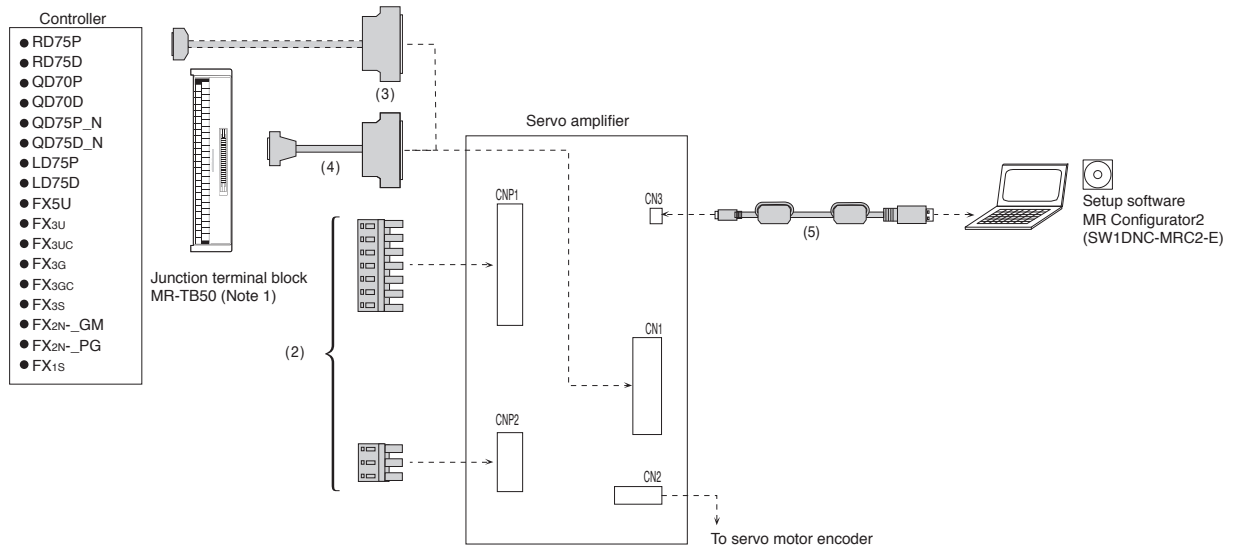 Controller
● RD75P
● RD75D
● QD70P
● QD70D
● QD75P_N
● QD75D_N
● LD75P
● LD75D
● FX5U
● FX3U
● FX3UC
● FX3G
● FX3GC
● FX3S
● FX2N-_GM
● FX2N-_PG
● FX1S
(3)
(4)
Junction terminal block
MR-TB50 (Note 1)
(2)
Servo amplifier
CNP1
CN3
CN1
CNP2
CN2
(5)
Setup software
MR Configurator2
(SW1DNC-MRC2-E)
To servo motor encoder